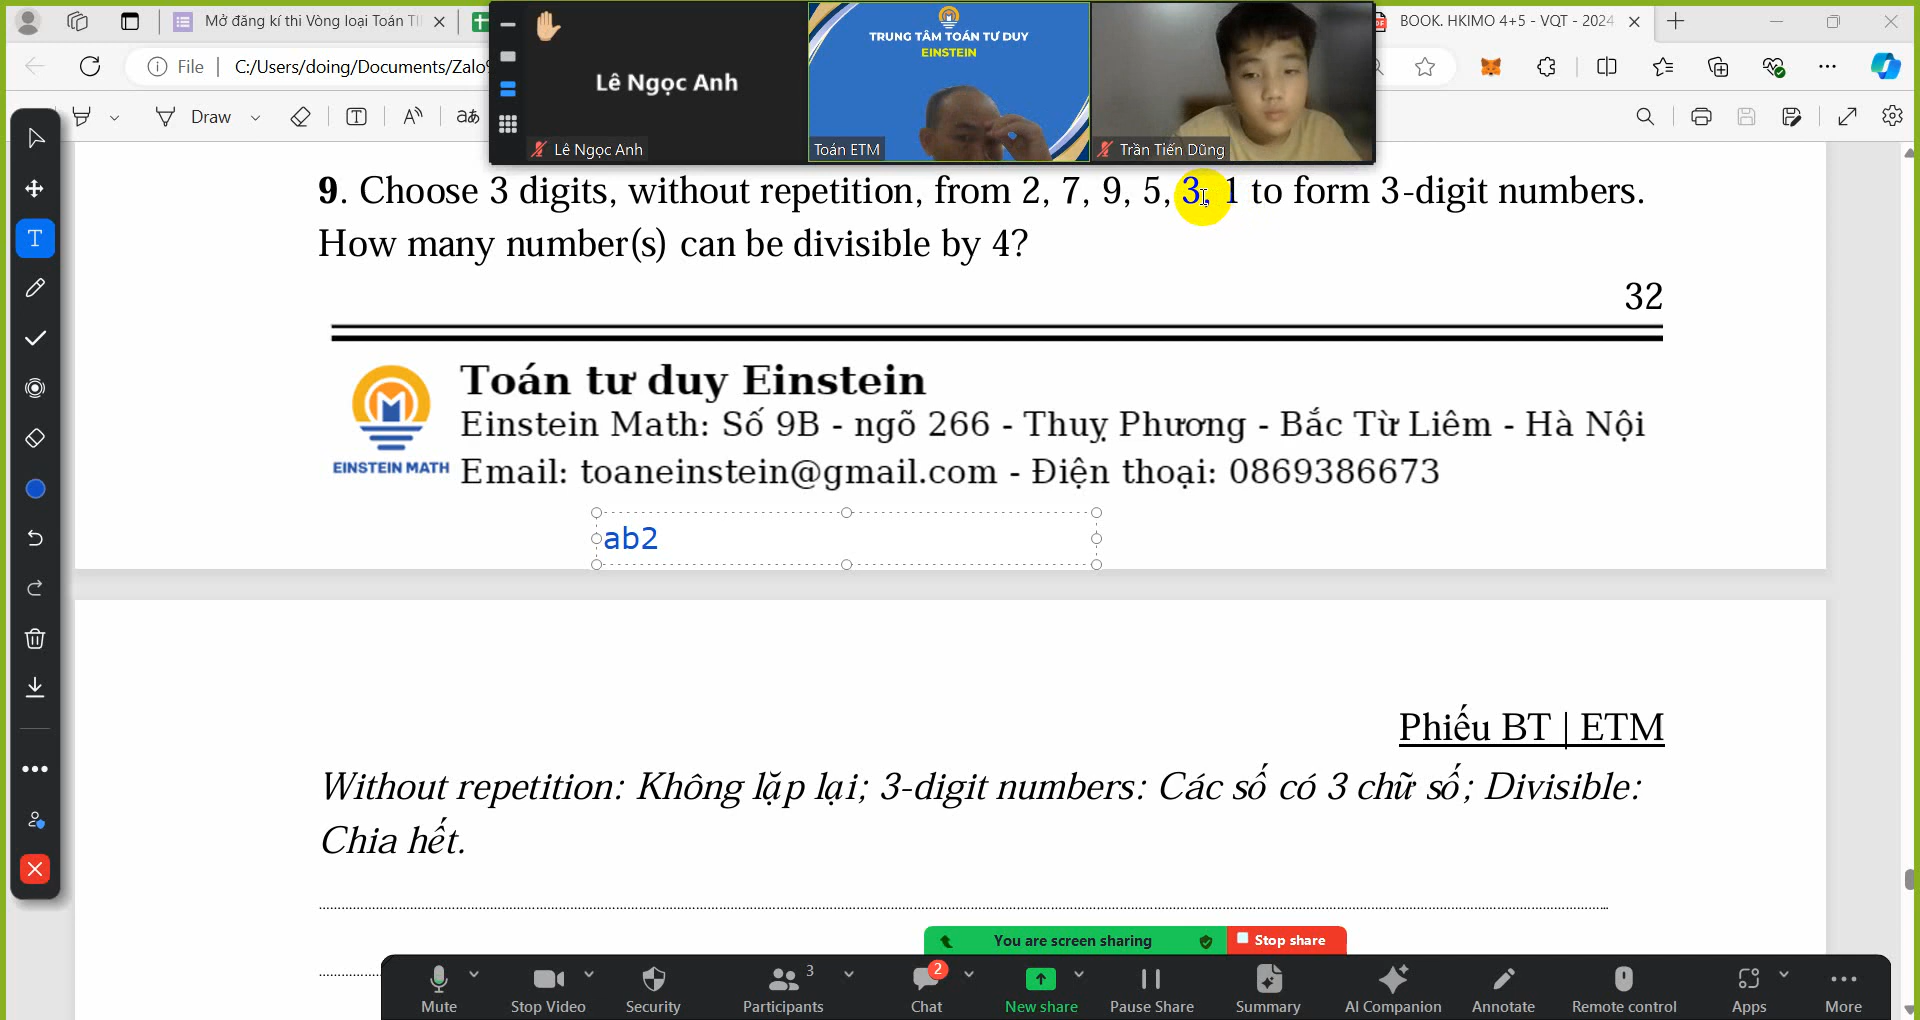 Mở đăng kí thi Vòng loại Toán TI
BOOK. HKIMO 4+5 - VQT - 2024
File
C:/Users/doing/Documents/Zalo
Draw
Lê Ngọc Anh
Lê Ngọc Anh
TRUNG TÂM TOÁN TƯ DUY
EINSTEIN
Toán ETM
Trần Tiến Dũng
9. Choose 3 digits, without repetition, from 2, 7, 9, 5, 3, 1 to form 3-digit numbers.
How many number(s) can be divisible by 4?
32
Toán tư duy Einstein
Einstein Math: Số 9B - ngõ 266 - Thuỵ Phương - Bắc Từ Liêm - Hà Nội
EINSTEIN MATH
Email: toaneinstein@gmail.com - Điện thoại: 0869386673
ab2
Phiếu BT | ETM
Without repetition: Không lặp lại; 3-digit numbers: Các số có 3 chữ số; Divisible:
Chia hết.
You are screen sharing
Stop share
Mute
Stop Video
Security
Participants
3
Chat
2
New share
Pause Share
Summary
AI Companion
Annotate
Remote control
Apps
More